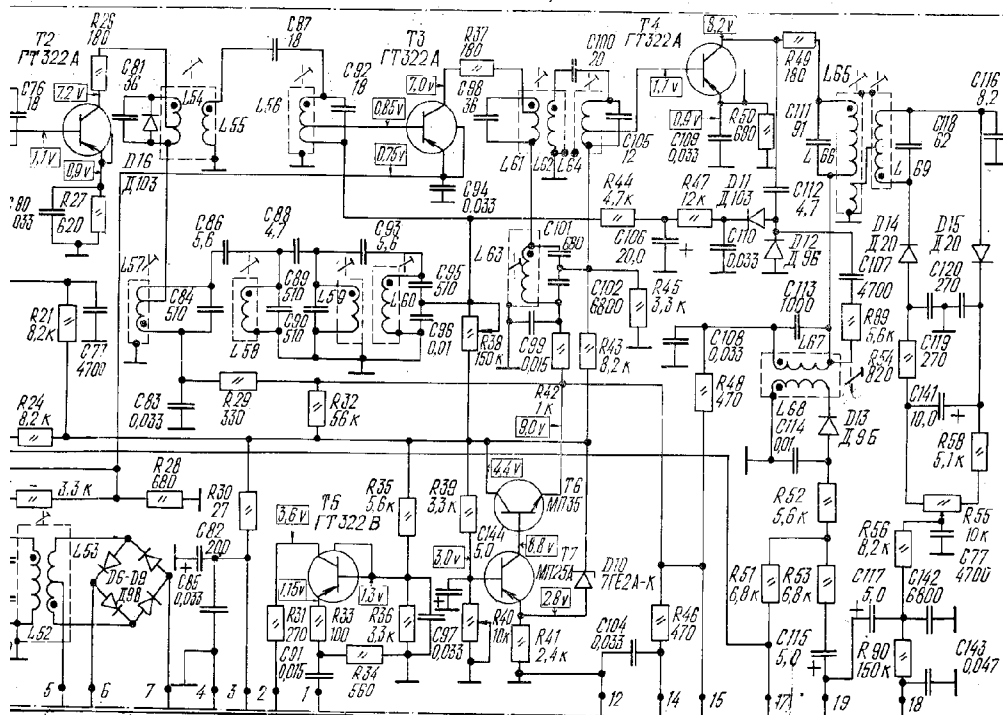 T2
ГТ322А
R26
180
C76
18
7,2v
1,1v
0,9v
C81
36
L54
L55
C87
18
L56
C92
18
T3
ГТ322А
7,0v
0,85v
0,75v
R37
180
C98
36
C100
20
L61
L62
L64
C105
12
T4
ГТ322А
5,2v
1,7v
0,9v
C109
0,033
R50
680
R49
180
C111
91
L65
L66
C118
62
L69
C116
8,2
D16
Д103
C80
0,033
R27
620
C94
0,033
R44
4,7к
R47
12к
D11
Д103
C112
4,7
C106
20,0
C110
0,033
D12
Д9Б
D14
Д20
D15
Д20
C86
5,6
C88
4,7
C93
5,6
L57
C84
510
C89
510
C90
510
L58
L59
L60
C95
510
C96
0,01
L63
C101
680
C102
6800
R45
3,3к
C99
0,015
R43
8,2к
R38
150к
C107
4700
C113
1000
R89
5,6к
R54
820
L67
L68
C108
0,033
R48
470
C120
270
C119
270
C141
10,0
R58
5,1к
R21
8,2к
C79
4700
C83
0,033
R29
330
R32
56к
R42
1к
9,0v
R24
8,2к
D13
Д9Б
C114
0,01
3,3к
R28
680
R30
27
C82
200
C85
0,033
L53
L52
D6-D9
Д9В
T5
ГТ322В
3,6v
1,75v
1,3v
R35
5,6к
R39
3,3к
C144
5,0
3,0v
4,4v
T6
МП35
8,8v
T7
МП25А
2,8v
D10
7ГЕ2А-К
R31
270
C91
0,015
R33
100
R34
560
R36
3,3к
C97
0,033
R40
10к
R41
2,4к
C104
0,033
R46
470
R52
5,6к
R51
6,8к
R53
6,8к
C115
5,0
C117
5,0
R56
8,2к
R55
10к
C77
4700
C142
6800
R90
150к
C143
0,047
5
6
7
4
3
2
1
12
14
15
17
19
18